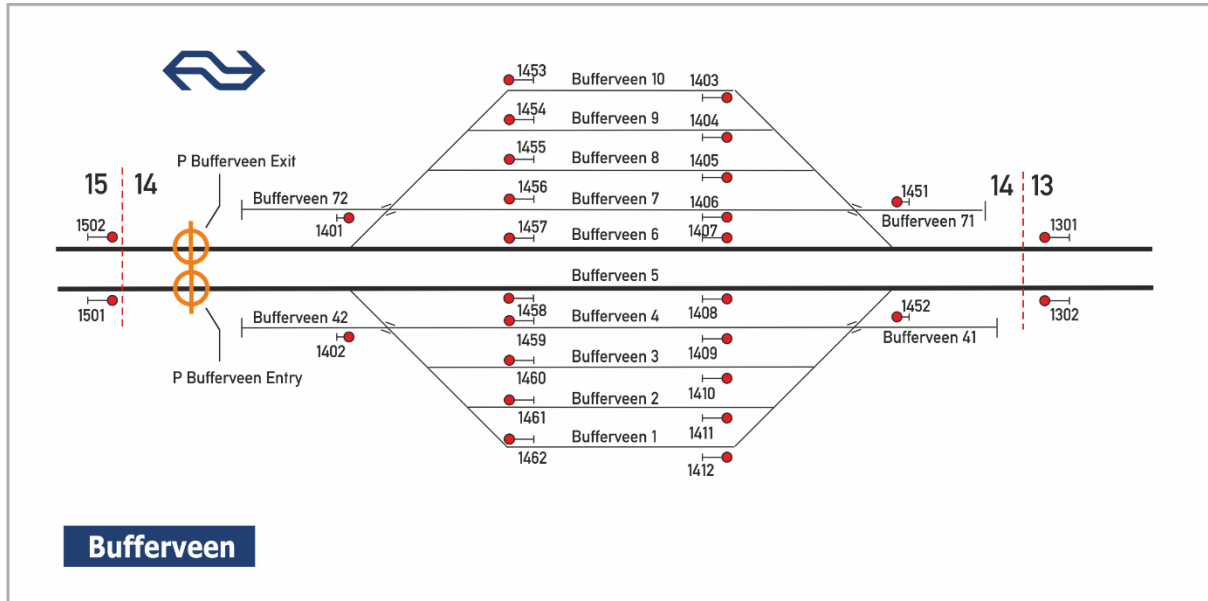 1453
Bufferveen 10
1403
1454
Bufferveen 9
1404
1455
Bufferveen 8
1405
P Bufferveen Exit
15
14
Bufferveen 72
1456
Bufferveen 7
1406
1451
14
13
1502
1401
1457
Bufferveen 6
1407
Bufferveen 71
1301
Bufferveen 5
1501
Bufferveen 42
1458
Bufferveen 4
1408
1452
1302
1402
1459
Bufferveen 3
1409
Bufferveen 41
P Bufferveen Entry
1460
Bufferveen 2
1410
1461
Bufferveen 1
1411
1462
1412
Bufferveen